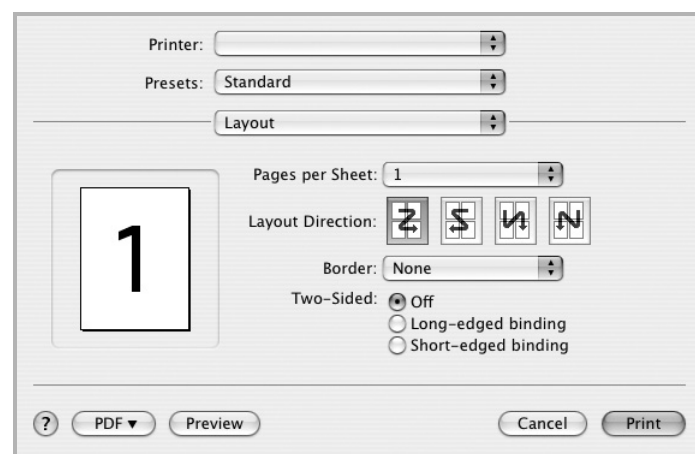 Printer:
Presets: Standard
Layout
Pages per Sheet: 1
1
Layout Direction:
Border: None
Two-Sided: Off
Long-edged binding
Short-edged binding
? PDF▼ Preview Cancel Print